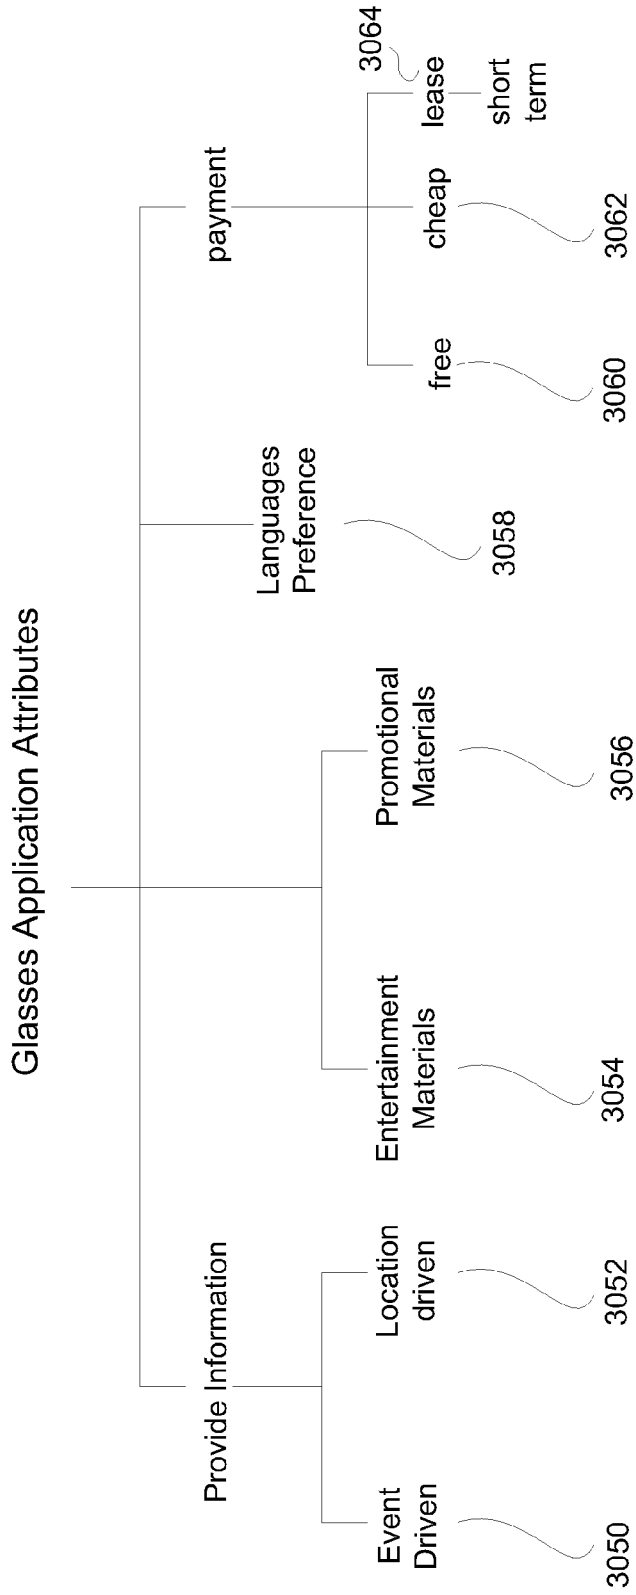 Glasses Application Attributes
Provide Information
Event
Driven
3050
Location
driven
3052
Entertainment
Materials
3054
Promotional
Materials
3056
Languages
Preference
3058
payment
free
3060
cheap
3062
lease
3064
short
term